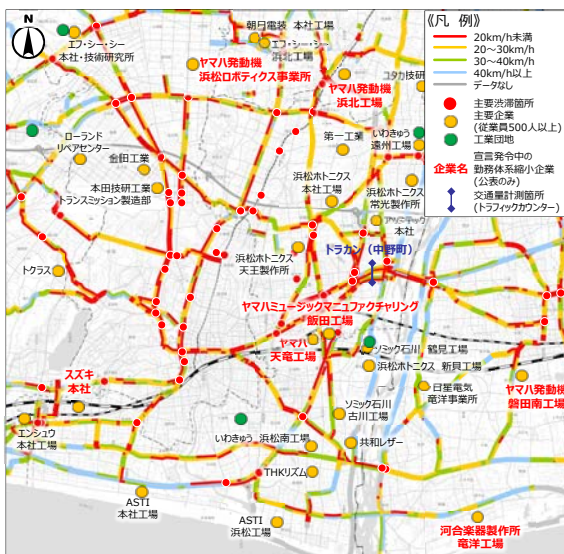 N
朝日電装 本社工場
エフ・シー・シー
本社・技術研究所
エフ・シー・シー
浜北工場
ヤマハ発動機
浜松ロボティクス事業所
ヤマハ発動機
浜北工場
ユタカ技研
ローランド
リペアセンター
金田工業
第一工業
いわきゅう
遠州工場
本田技研工業
トランスミッション製造部
浜松ホトニクス
本社工場
浜松ホトニクス
常光製作所
アツミテック
本社
トクラス
浜松ホトニクス
天王製作所
トラカン（中野町）
ヤマハミュージックマニュファクチャリング
飯田工場
ヤマハ
天竜工場
ソミック石川 鶴見工場
浜松ホトニクス 新貝工場
スズキ
本社
日星電気
竜洋事業所
ヤマハ発動機
磐田南工場
ソミック石川
古川工場
エンシュウ
本社工場
いわきゅう 浜松南工場
共和レザー
THKリズム
ASTI
本社工場
ASTI
浜松工場
河合楽器製作所
竜洋工場
《凡 例》
20km/h未満
20～30km/h
30～40km/h
40km/h以上
データなし
主要渋滞箇所
主要企業
(従業員500人以上)
工業団地
企業名 宣言発令中の
勤務体系縮小企業
(公表のみ)
交通量計測箇所
(トラフィックカウンター)